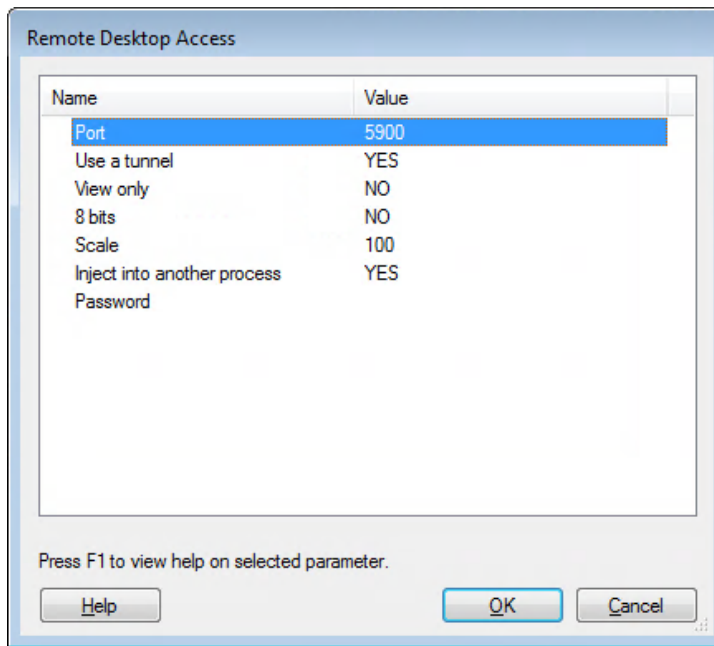 Remote Desktop Access
Name Value
Port 5900
Use a tunnel YES
View only NO
8 bits NO
Scale 100
Inject into another process YES
Password
Press F1 to view help on selected parameter.
Help OK Cancel